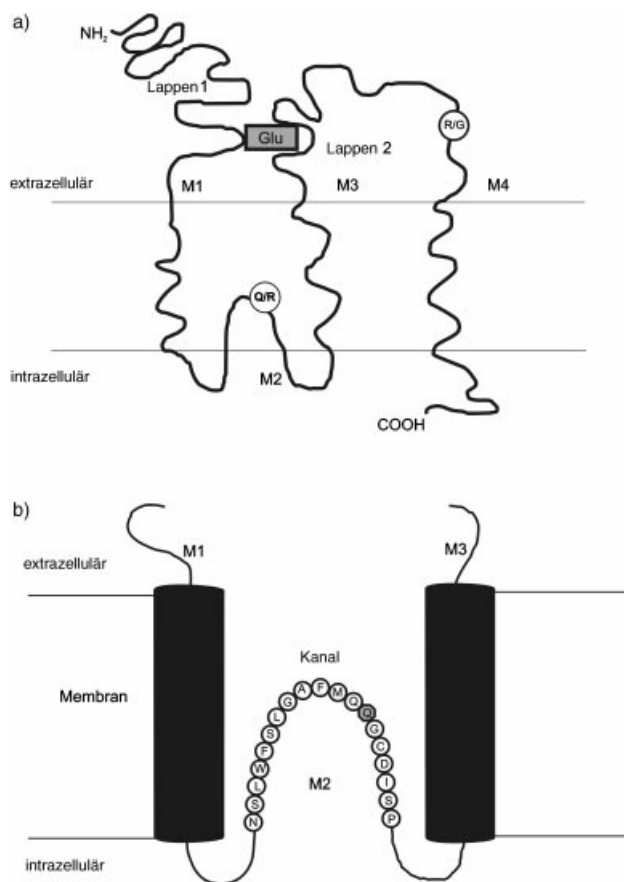 a)
NH2
Lappen 1
Glu
Lappen 2
R/G
extrazellulär
M1
M3
M4
Q/R
intrazellulär
M2
COOH
b)
M1
M3
extrazellulär
Kanal
Membran
N S L W F S L G A F M Q Q G C D I S P
M2
intrazellulär